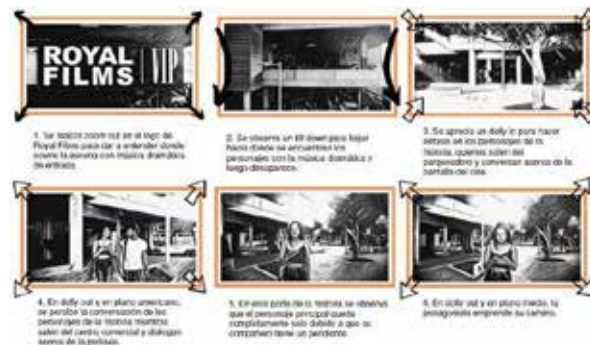 ROYAL
FILMS | VIP
1. Se realiza zoom out en el logo de
Royal Films para dar a entender donde
ocurre la escena con música dramática
de entrada.
2. Se observa un tilt down para bajar
hacia donde se encuentran los
personajes con la música dramática y
luego desaparece.
3. Se aprecia un dolly in para hacer
énfasis en los personajes de la
historia, quienes salen del
parqueadero y conversan acerca de la
pantalla del cine.
4. En dolly out y en plano americano,
se percibe la conversación de los
personajes de la historia mientras
salen del centro comercial y dialogan
acerca de la película.
5. En esta parte de la historia se observa
que el personaje principal queda
completamente solo debido a que su
compañero tiene un pendiente.
6. En dolly out y en plano medio, la
protagonista emprende su camino.